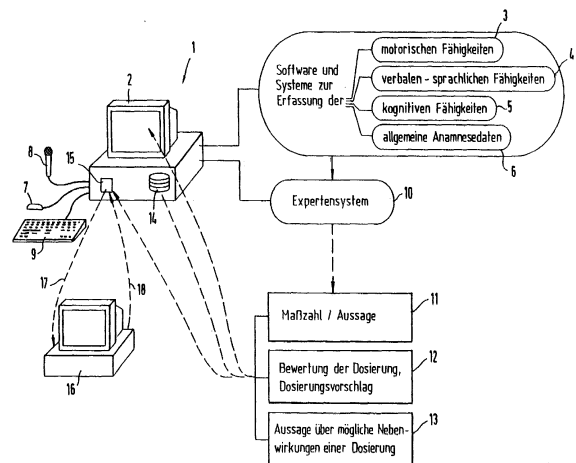 1
2
3
4
5
6
7
8
9
10
11
12
13
14
15
16
17
18
Software und
Systeme zur
Erfassung der
motorischen Fähigkeiten
verbalen - sprachlichen Fähigkeiten
kognitiven Fähigkeiten
allgemeine Anamnesedaten
Expertensystem
Maßzahl / Aussage
Bewertung der Dosierung,
Dosierungsvorschlag
Aussage über mögliche Neben-
wirkungen einer Dosierung